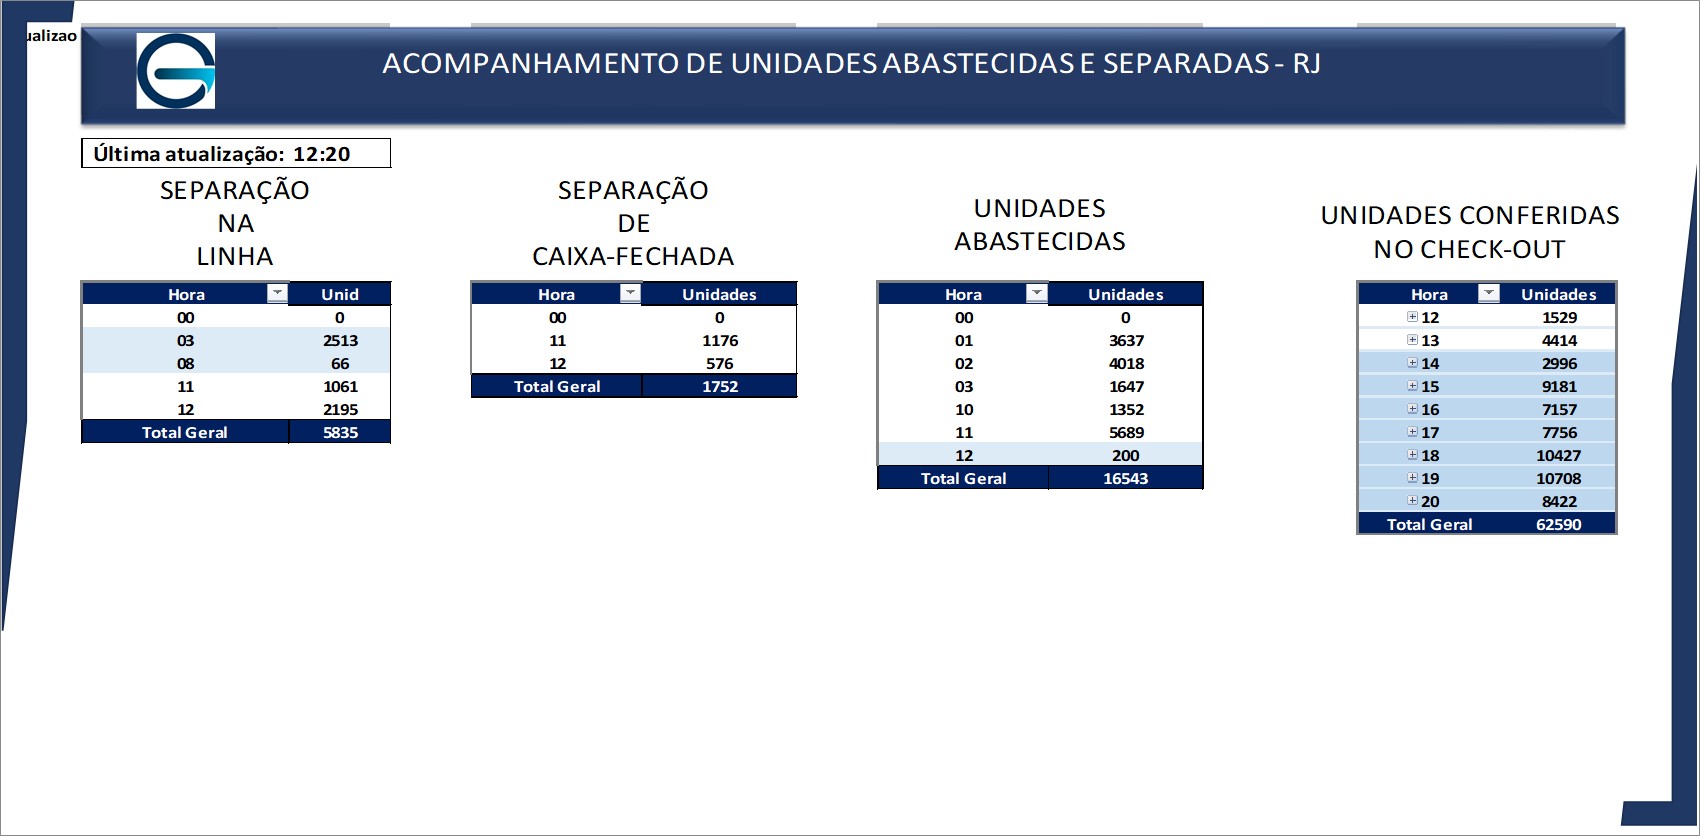 ualizao
ACOMPANHAMENTO DE UNIDADES ABASTECIDAS E SEPARADAS - RJ
Última atualização: 12:20
SEPARAÇÃO
NA
LINHA
Hora Unid
00 0
03 2513
08 66
11 1061
12 2195
Total Geral 5835
SEPARAÇÃO
DE
CAIXA-FECHADA
Hora Unidades
00 0
11 1176
12 576
Total Geral 1752
UNIDADES
ABASTECIDAS
Hora Unidades
00 0
01 3637
02 4018
03 1647
10 1352
11 5689
12 200
Total Geral 16543
UNIDADES CONFERIDAS
NO CHECK-OUT
Hora Unidades
12 1529
13 4414
14 2996
15 9181
16 7157
17 7756
18 10427
19 10708
20 8422
Total Geral 62590